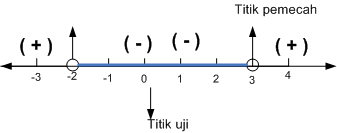 Titik pemecah
( + ) ( - ) ( - ) ( + )
-3 -2 -1 0 1 2 3 4
Titik uji